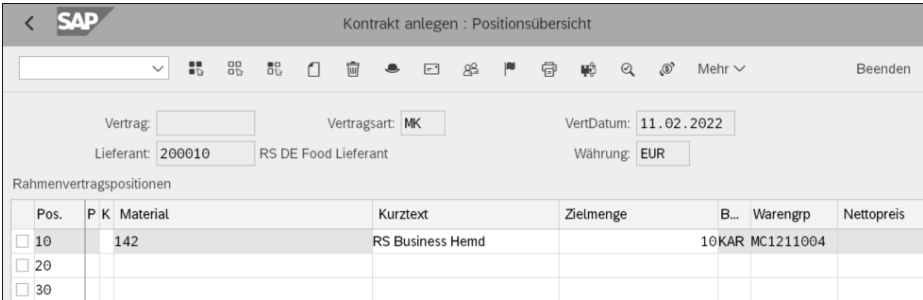 SAP Kontrakt anlegen : Positionsübersicht
Mehr Beenden
Vertrag: Vertragsart: MK VertDatum: 11.02.2022
Lieferant: 200010 RS DE Food Lieferant Währung: EUR
Rahmenvertragspositionen
Pos. P K Material Kurztext Zielmenge B... Warengrp Nettopreis
10 142 RS Business Hemd 10 KAR MC1211004
20
30